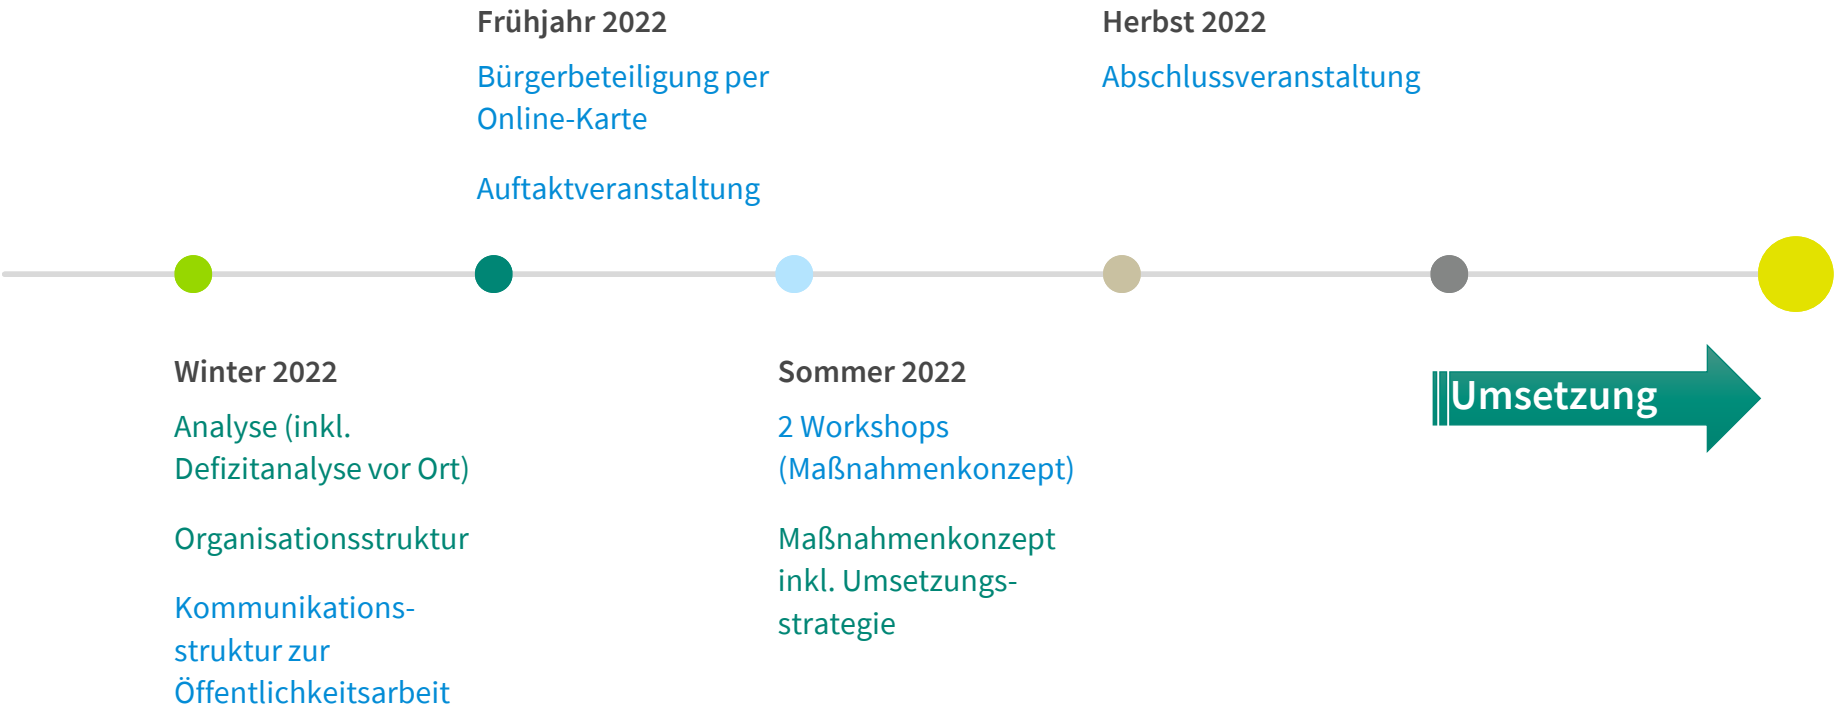 Frühjahr 2022
Bürgerbeteiligung per
Online-Karte
Auftaktveranstaltung
Herbst 2022
Abschlussveranstaltung
Winter 2022
Analyse (inkl.
Defizitanalyse vor Ort)
Organisationsstruktur
Kommunikations-
struktur zur
Öffentlichkeitsarbeit
Sommer 2022
2 Workshops
(Maßnahmenkonzept)
Maßnahmenkonzept
inkl. Umsetzungs-
strategie
Umsetzung